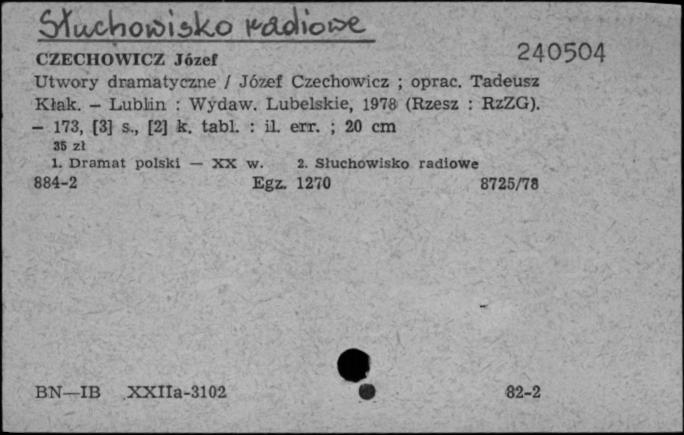 Słuchowisko radiowe
240504
CZECHOWICZ Józef
Utwory dramatyczne / Józef Czechowicz ; oprac. Tadeusz
Kłak. — Lublin : Wydaw. Lubelskie, 1978 (Rzesz : RzZG).
— 173, [3] s., [2] k. tabl. : il. err. ; 20 cm
35 zł
1. Dramat polski — XX w. 2. Słuchowisko radiowe
884-2 Egz. 1270 8725/78
BN—IB XXIIa-3102 82-2